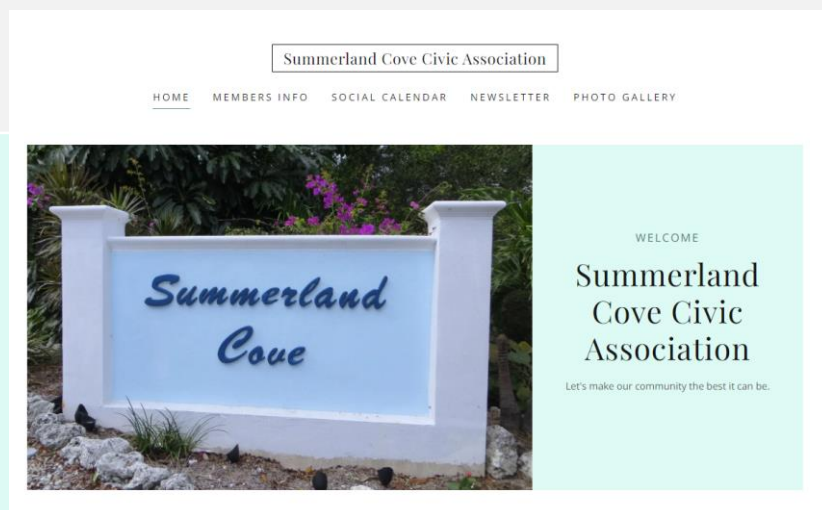 Summerland Cove Civic Association
HOME MEMBERS INFO SOCIAL CALENDAR NEWSLETTER PHOTO GALLERY
Summerland
Cove
WELCOME
Summerland
Cove Civic
Association
Let's make our community the best it can be.